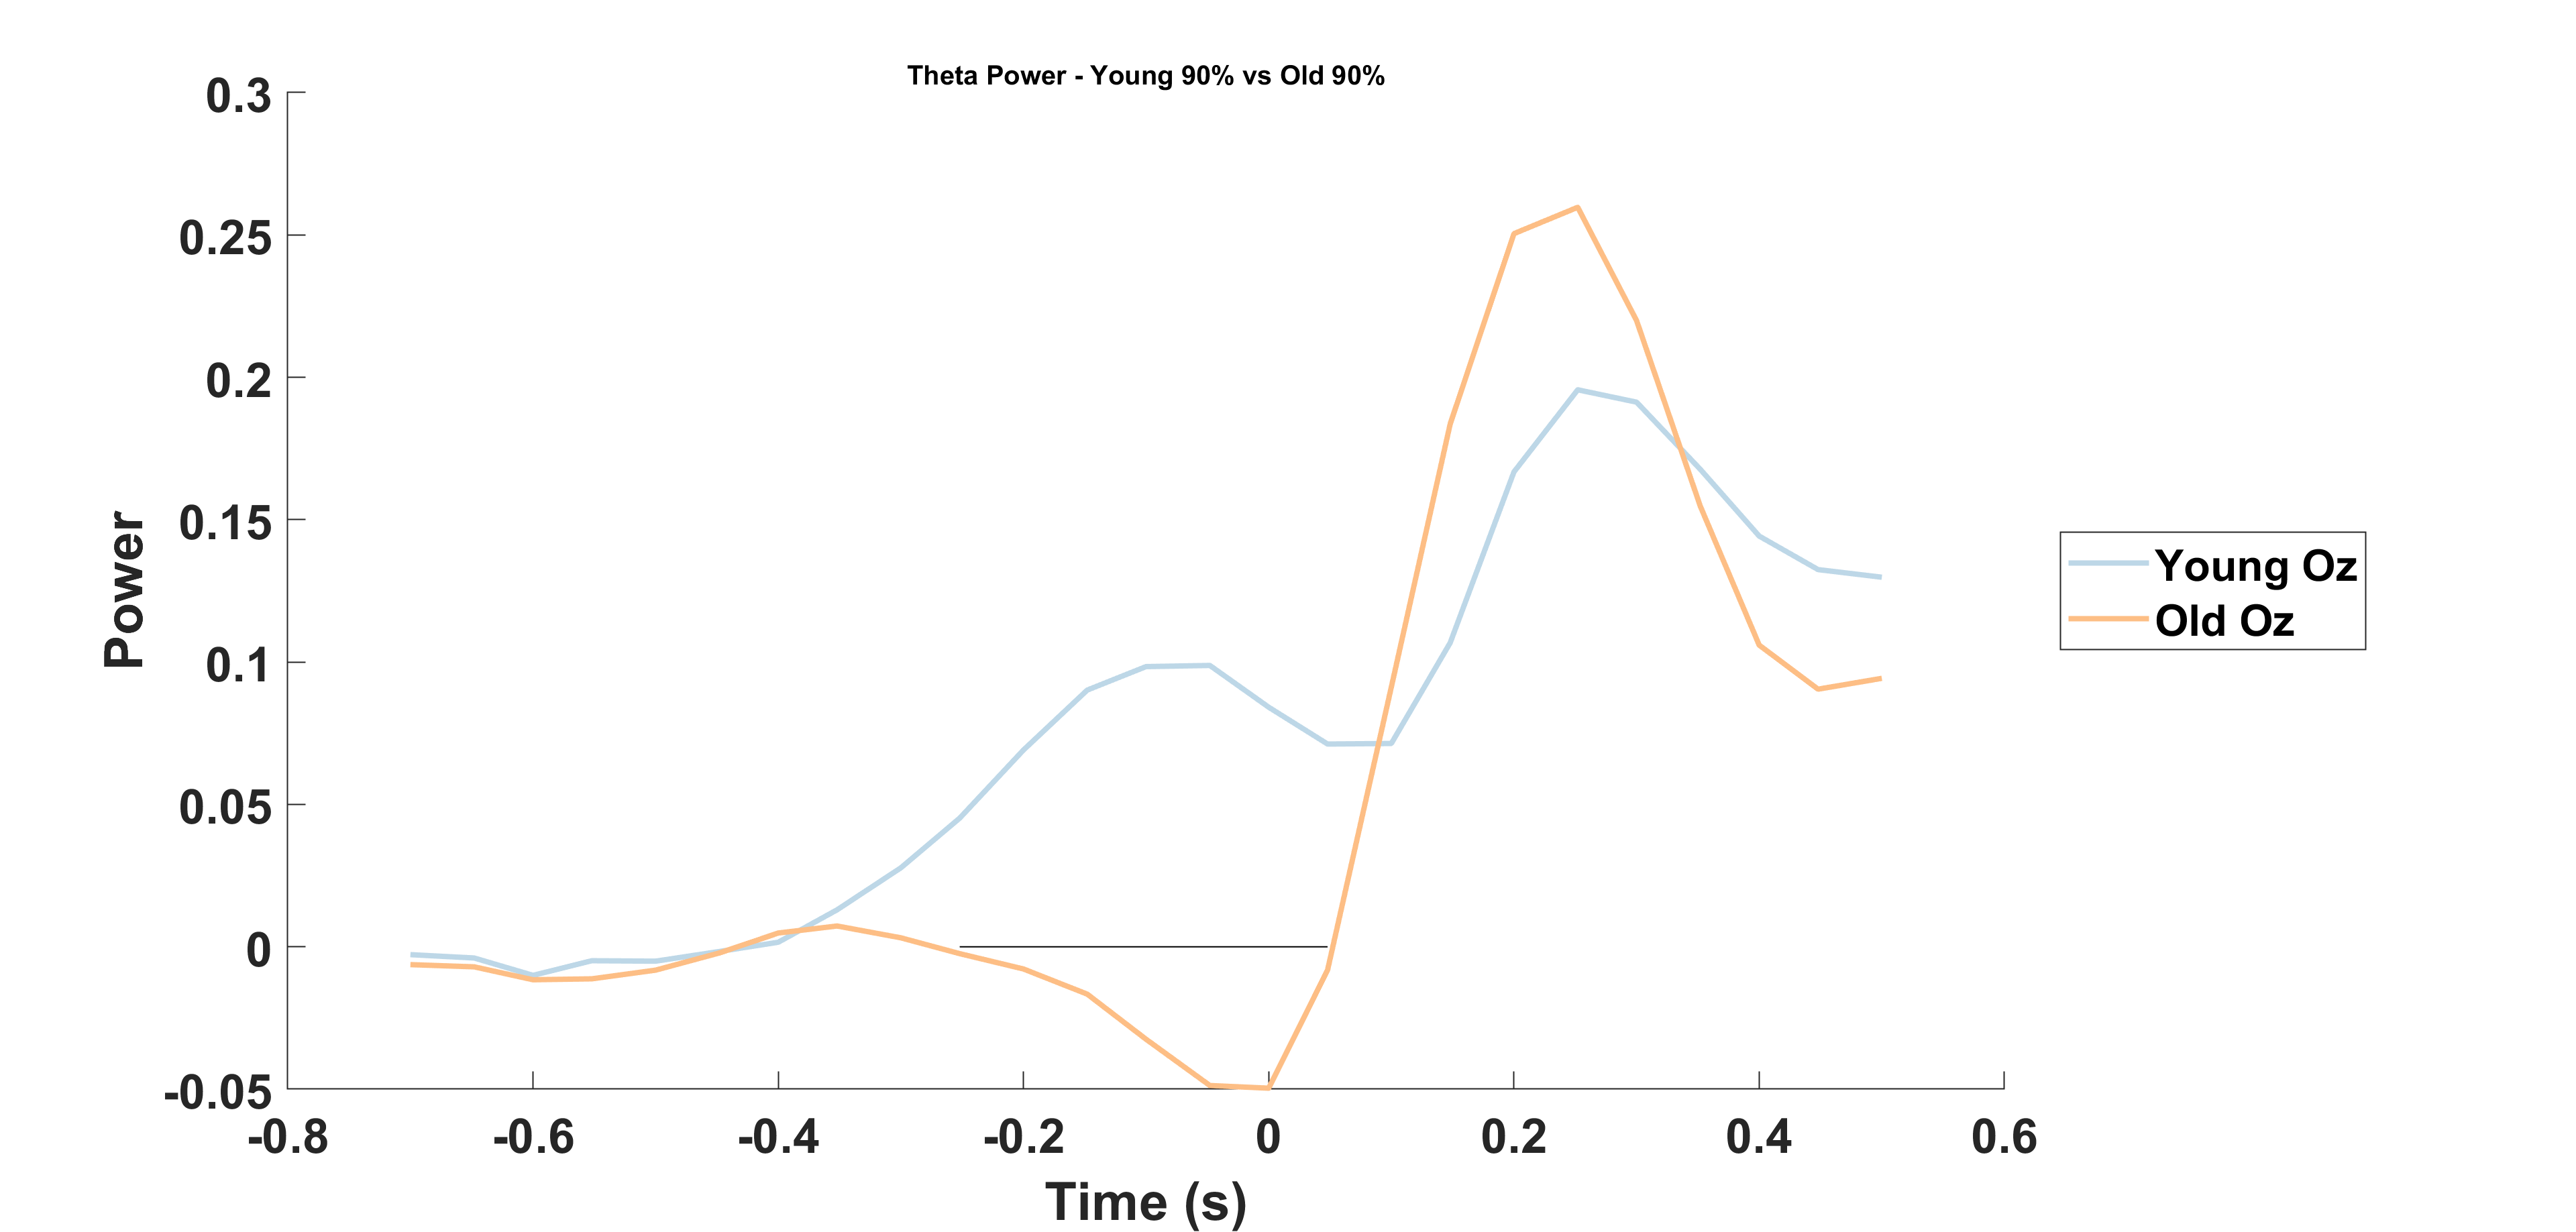 Theta Power - Young 90% vs Old 90%
0.3
0.25
0.2
0.15
0.1
0.05
0
-0.05
Power
-0.8 -0.6 -0.4 -0.2 0 0.2 0.4 0.6
Time (s)
Young Oz
Old Oz